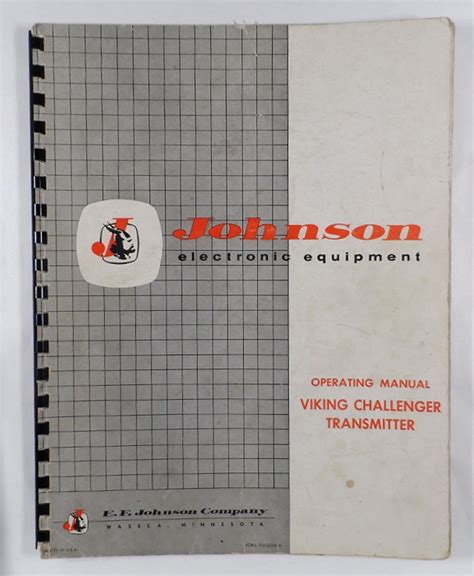 J
Johnson
electronic equipment
OPERATING MANUAL
VIKING CHALLENGER
TRANSMITTER
J
E. F. Johnson Company
WASECA, MINNESOTA